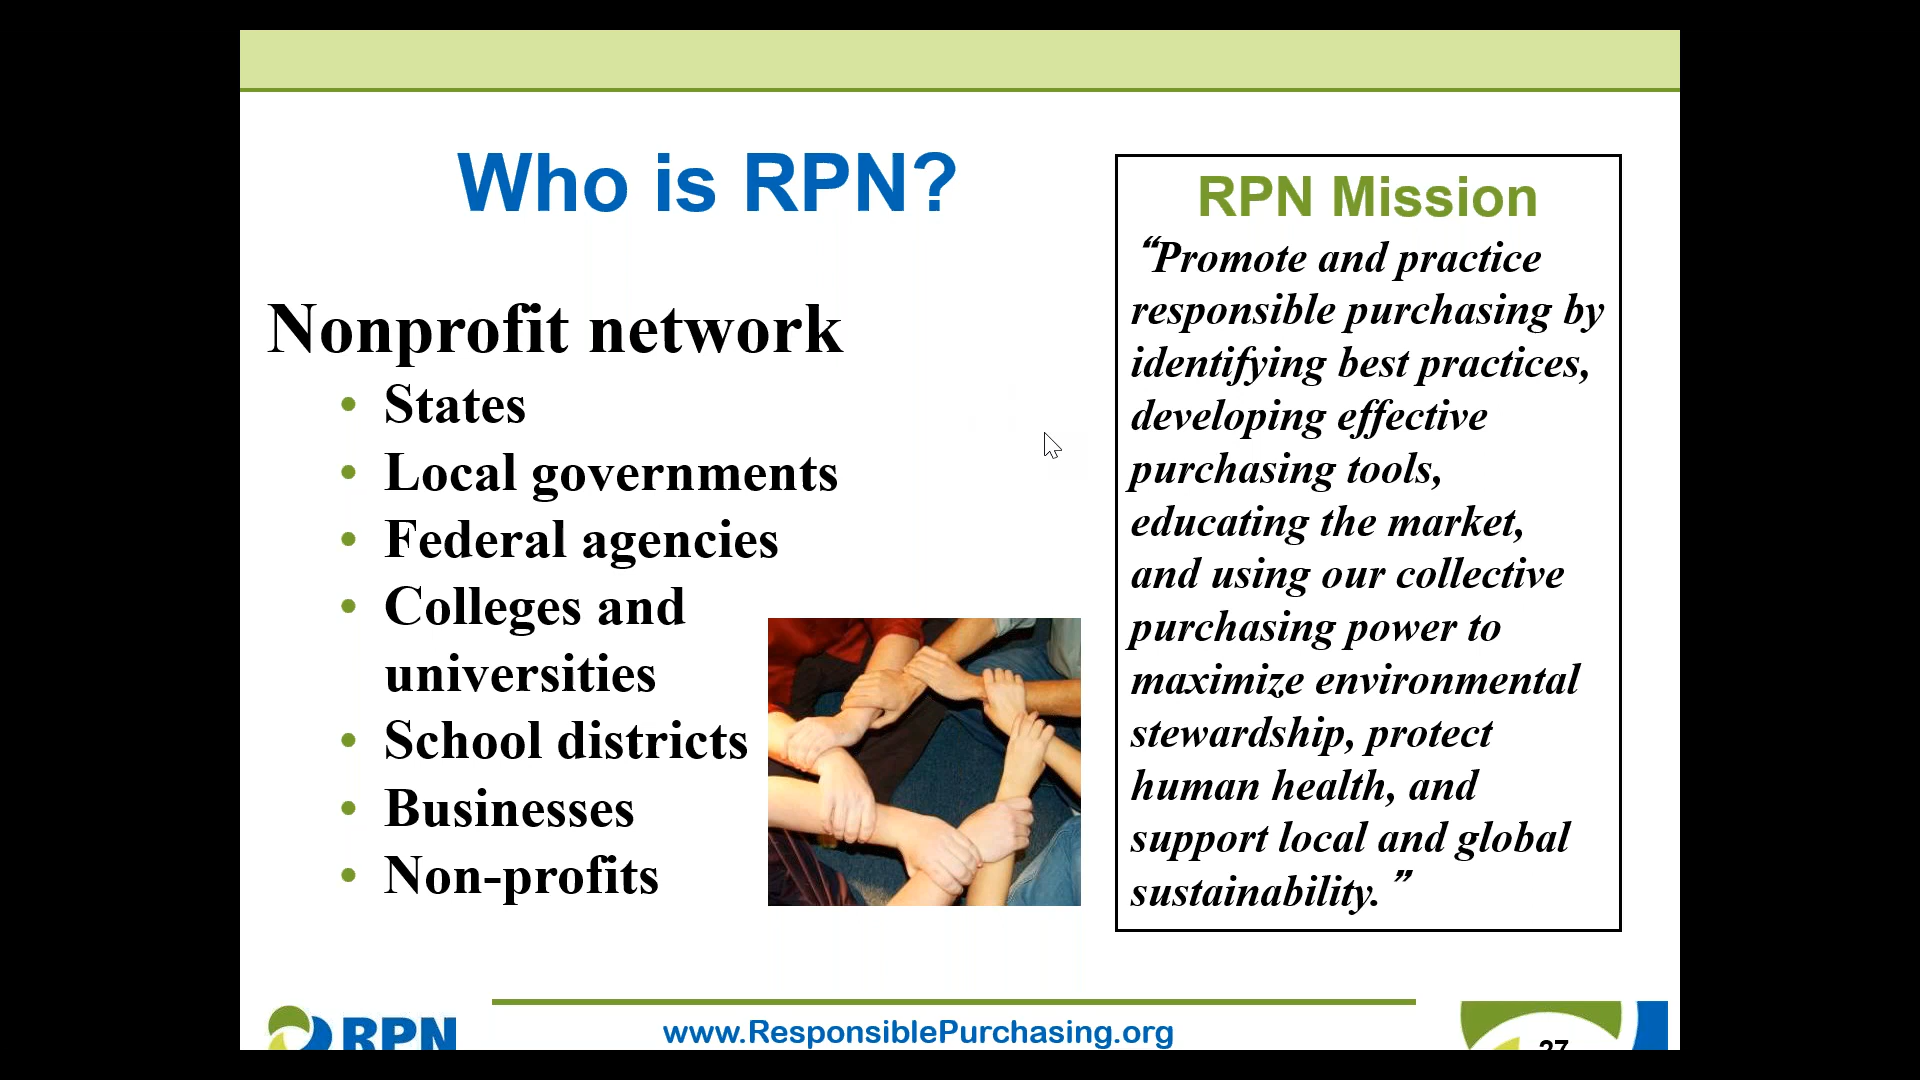 Who is RPN?
Nonprofit network
• States
• Local governments
• Federal agencies
• Colleges and
universities
• School districts
• Businesses
• Non-profits
RPN Mission
“Promote and practice
responsible purchasing by
identifying best practices,
developing effective
purchasing tools,
educating the market,
and using our collective
purchasing power to
maximize environmental
stewardship, protect
human health, and
support local and global
sustainability.”
RPN
www.ResponsiblePurchasing.org
27